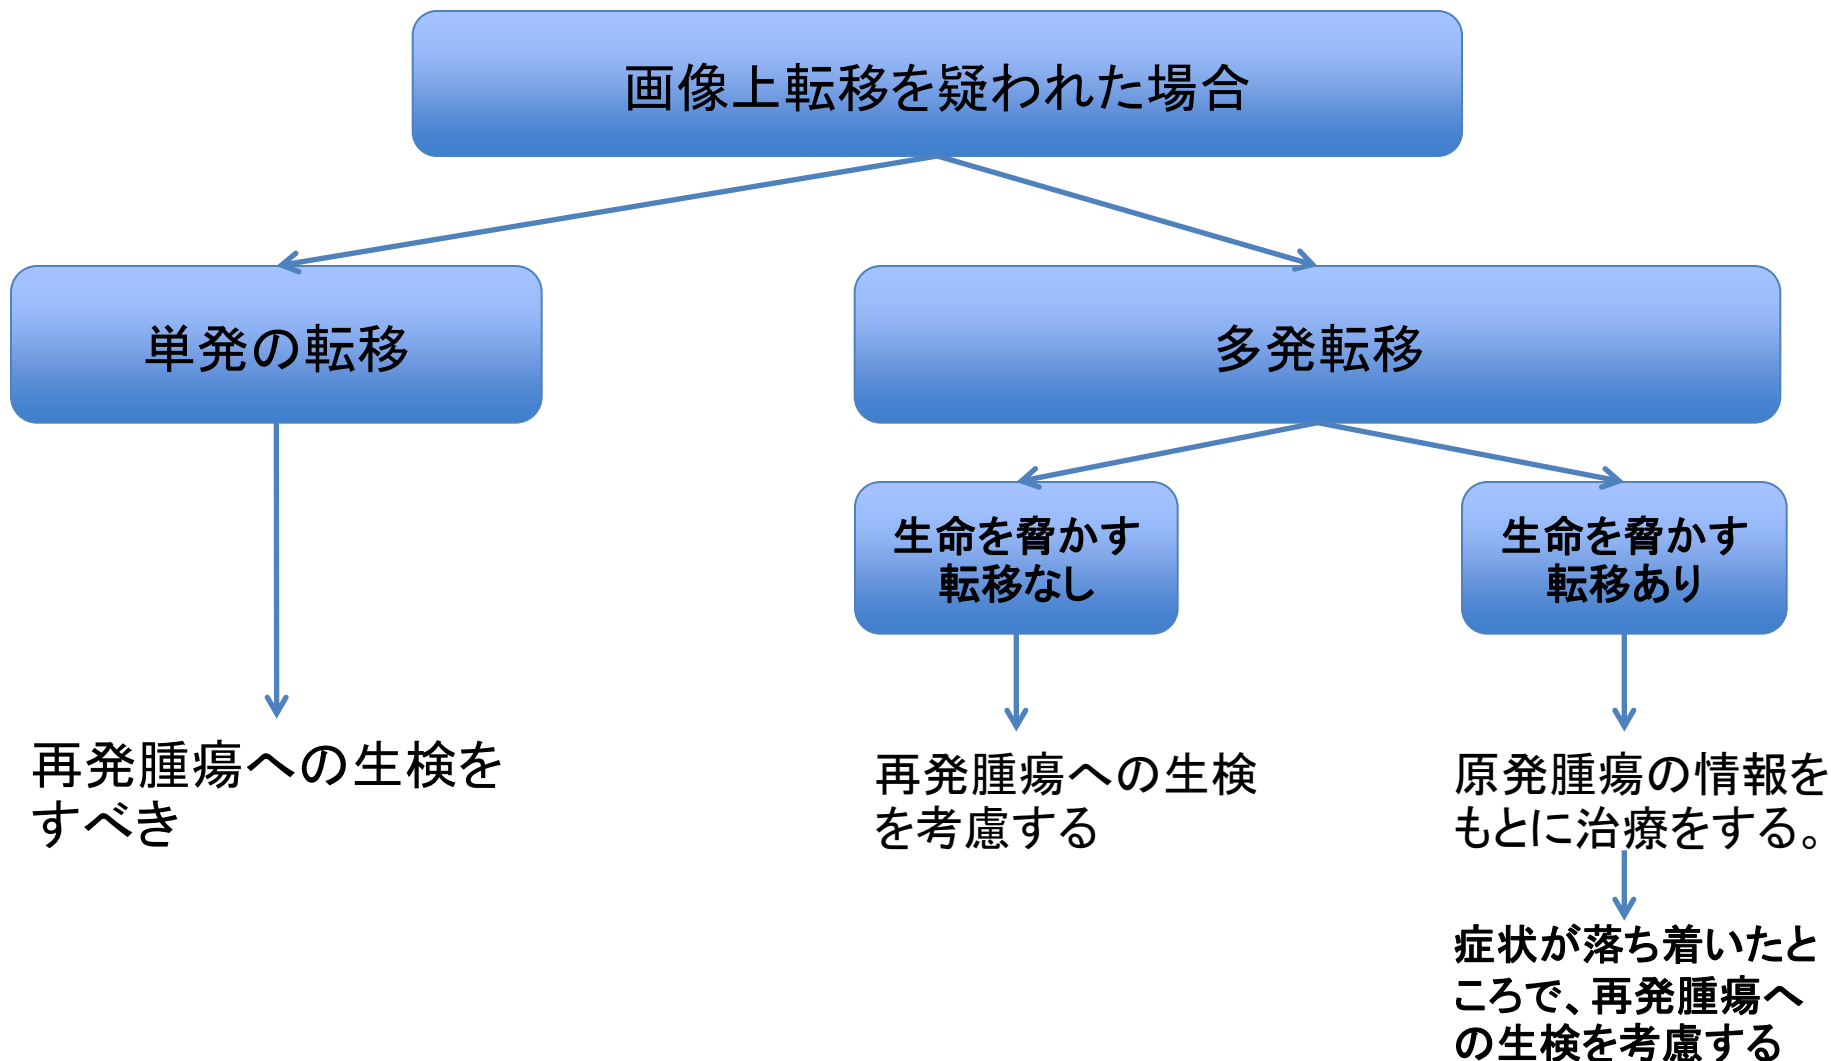 画像上転移を疑われた場合
単発の転移
多発転移
生命を脅かす
転移なし
生命を脅かす
転移あり
再発腫瘍への生検を
すべき
再発腫瘍への生検
を考慮する
原発腫瘍の情報を
もとに治療をする。
症状が落ち着いたと
ころで、再発腫瘍へ
の生検を考慮する